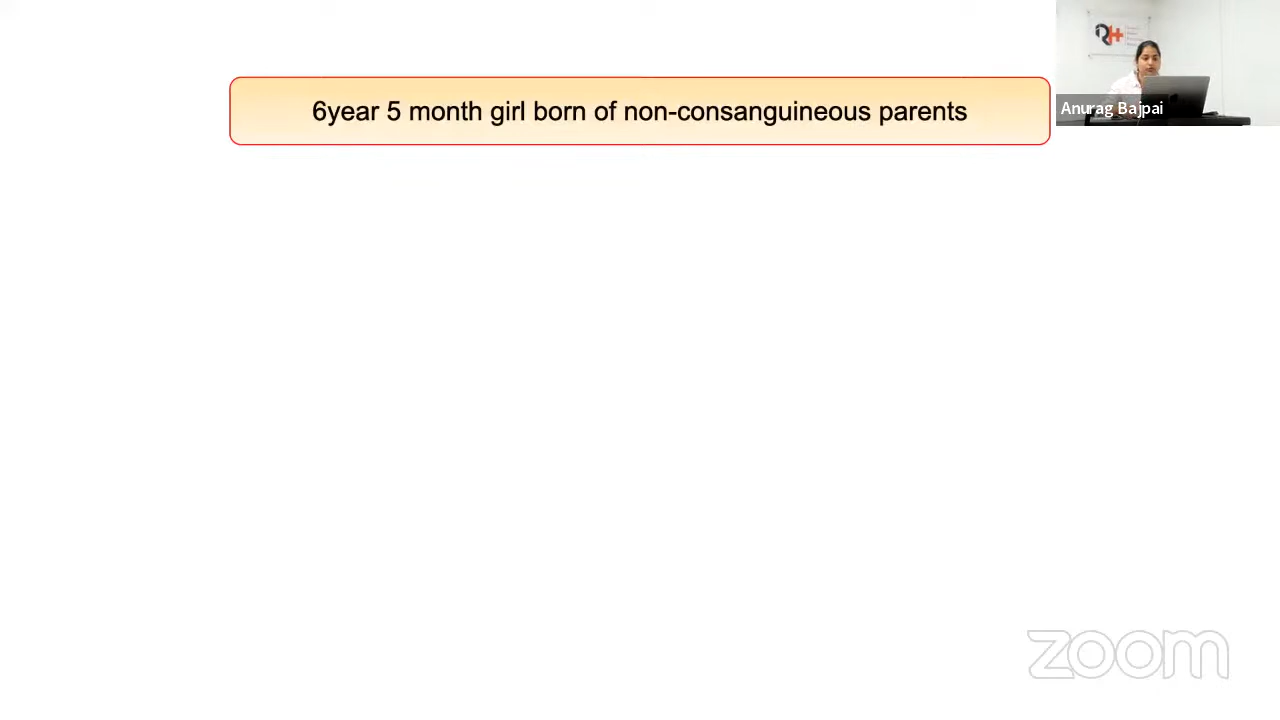 6year 5 month girl born of non-consanguineous parents
Anurag Bajpai
zoom